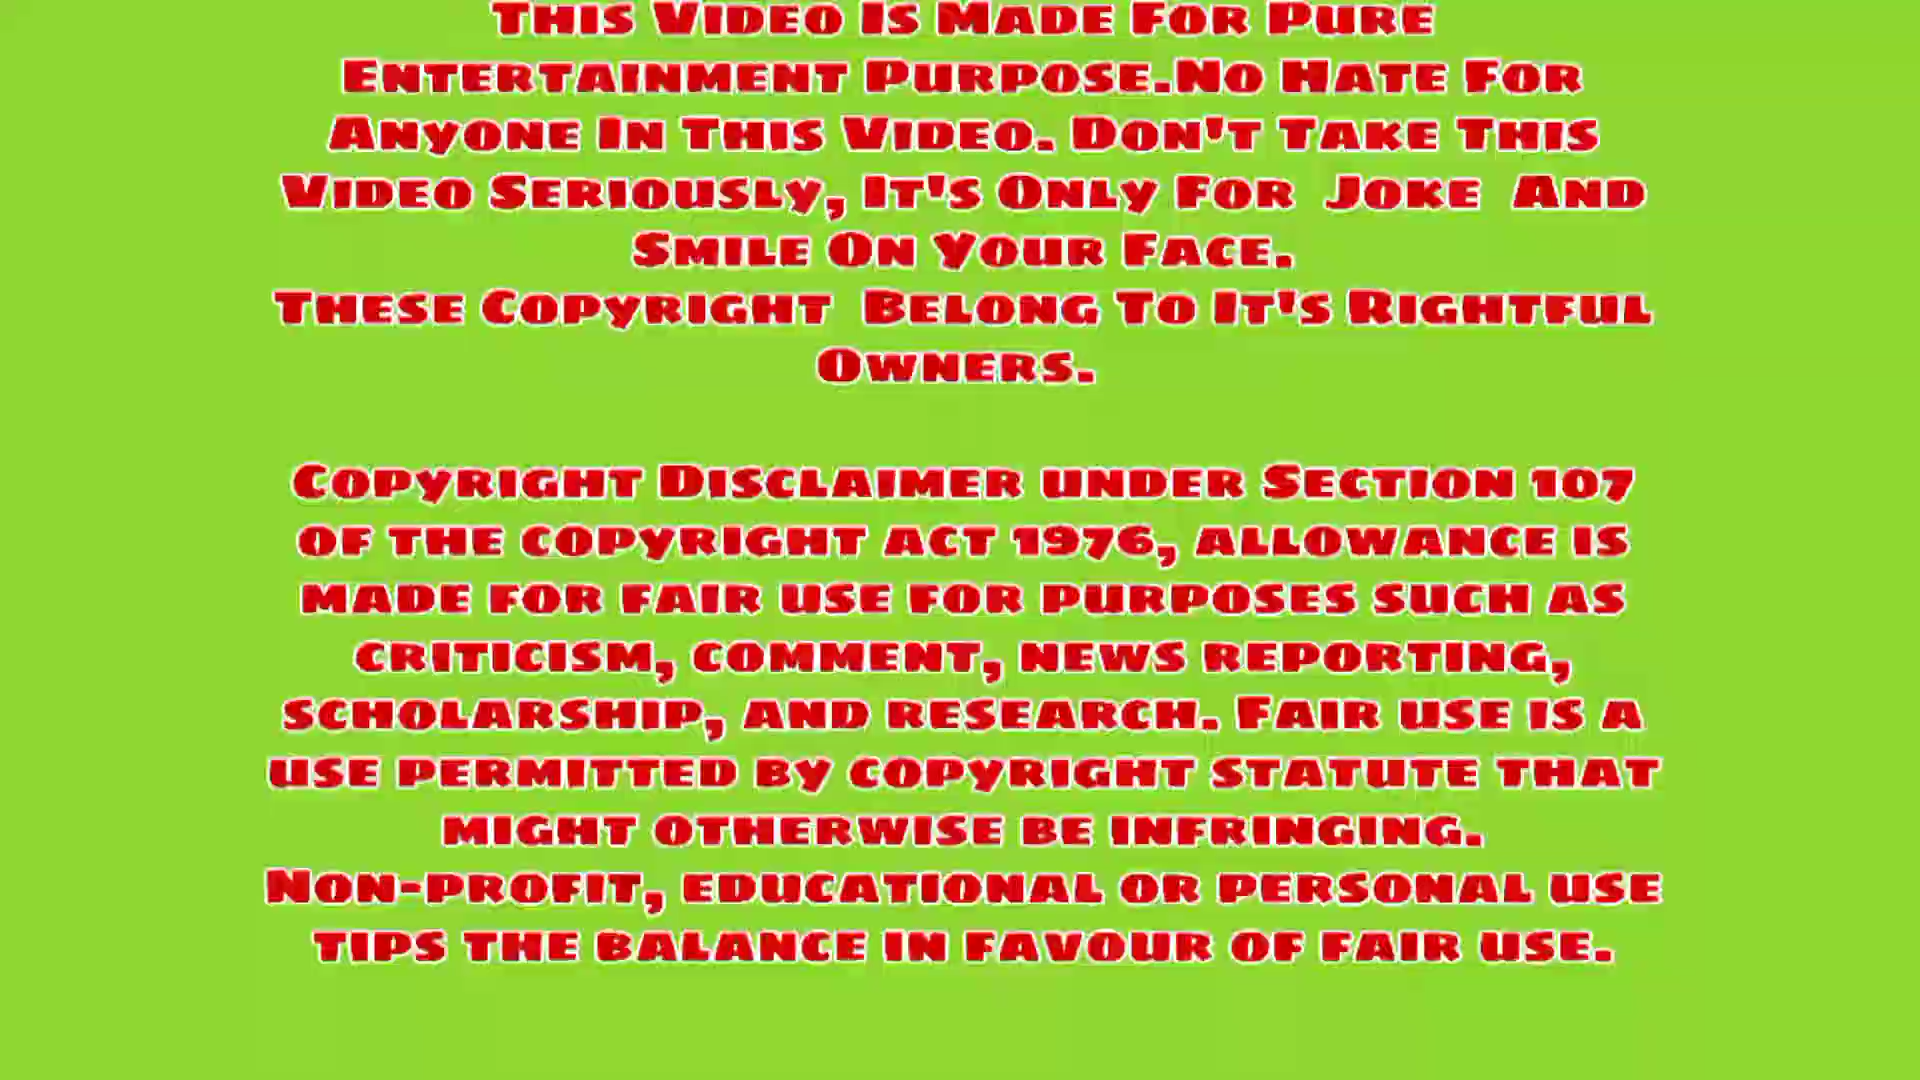 This Video Is Made For Pure
Entertainment Purpose.No Hate For
Anyone In This Video. Don't Take This
Video Seriously, It's Only For Joke And
Smile On Your Face.
These Copyright Belong To It's Rightful
Owners.
Copyright Disclaimer under Section 107
of the copyright act 1976, allowance is
made for fair use for purposes such as
criticism, comment, news reporting,
scholarship, and research. Fair use is a
use permitted by copyright statute that
might otherwise be infringing.
Non-profit, educational or personal use
tips the balance in favour of fair use.